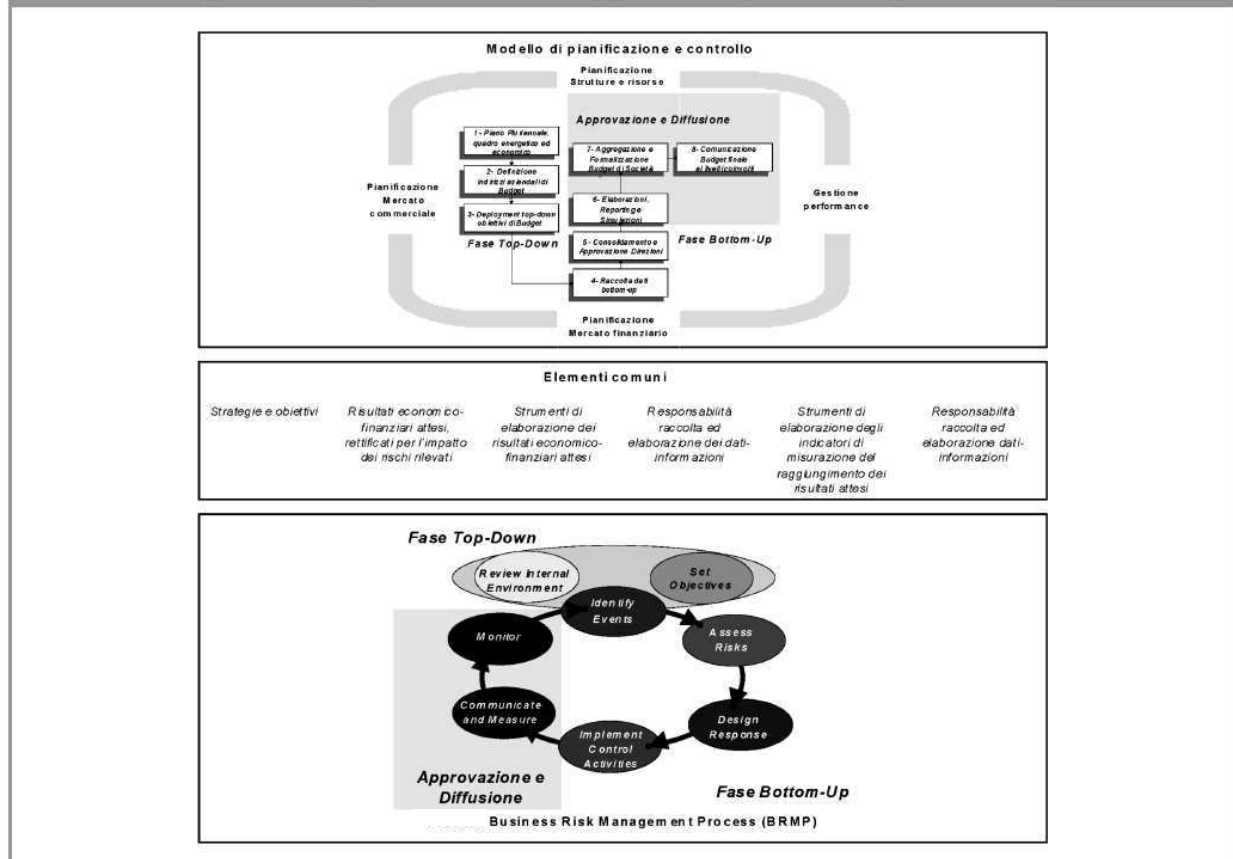 Modello di pianificazione e controllo
Pianificazione
Strutture e risorse
Approvazione e Diffusione
1- Piano Pluriennale,
quadro energetico ed
economico
2- Definizione
indirizzi aziendali di
Budget
3- Deployment top-down
obiettivi di Budget
Fase Top-Down
7- Aggregazione e
Formalizzazione
Budget di Società
8- Comunicazione
Budget finale
ai livelli coinvolti
6- Elaborazioni,
Reporting e
Simulazioni
5- Consolidamento e
Approvazione Direzioni
4- Raccolta dati
bottom-up
Fase Bottom-Up
Pianificazione
Mercato
commerciale
Gestione
performance
Pianificazione
Mercato finanziario
Elementi comuni
Strategie e obiettivi
Risultati economico-
finanziari attesi,
rettificati per l'impatto
dei rischi rilevati
Strumenti di
elaborazione dei
risultati economico-
finanziari attesi
Responsabilità
raccolta ed
elaborazione dei dati-
informazioni
Strumenti di
elaborazione degli
indicatori di
misurazione del
raggiungimento dei
risultati attesi
Responsabilità
raccolta ed
elaborazione dati-
informazioni
Fase Top-Down
Review Internal
Environment
Set
Objectives
Identify
Events
Monitor
Assess
Risks
Communicate
and Measure
Design
Response
Implement
Control
Activities
Approvazione e
Diffusione
Fase Bottom-Up
Business Risk Management Process (BRMP)